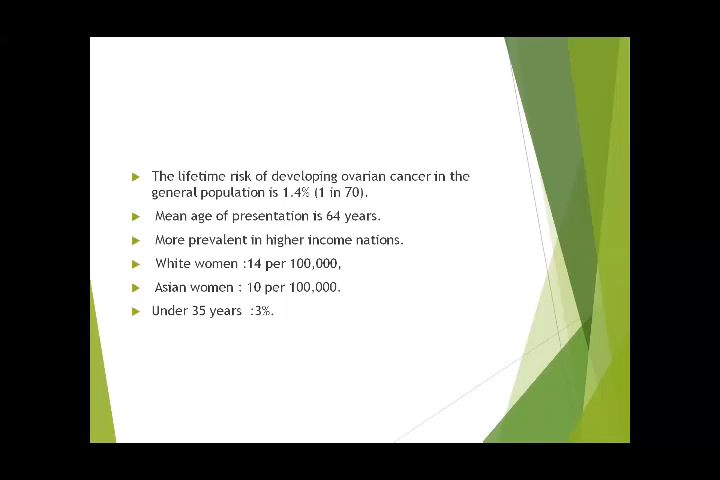 The lifetime risk of developing ovarian cancer in the
general population is 1.4% (1 in 70).
Mean age of presentation is 64 years.
More prevalent in higher income nations.
White women :14 per 100,000,
Asian women : 10 per 100,000.
Under 35 years :3%.